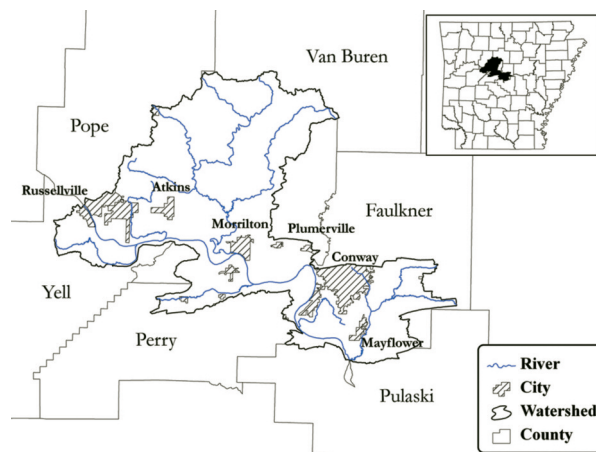 Van Buren
Pope
Russellville
Atkins
Morrilton
Plumerville
Faulkner
Conway
Yell
Perry
Mayflower
Pulaski
River
City
Watershed
County